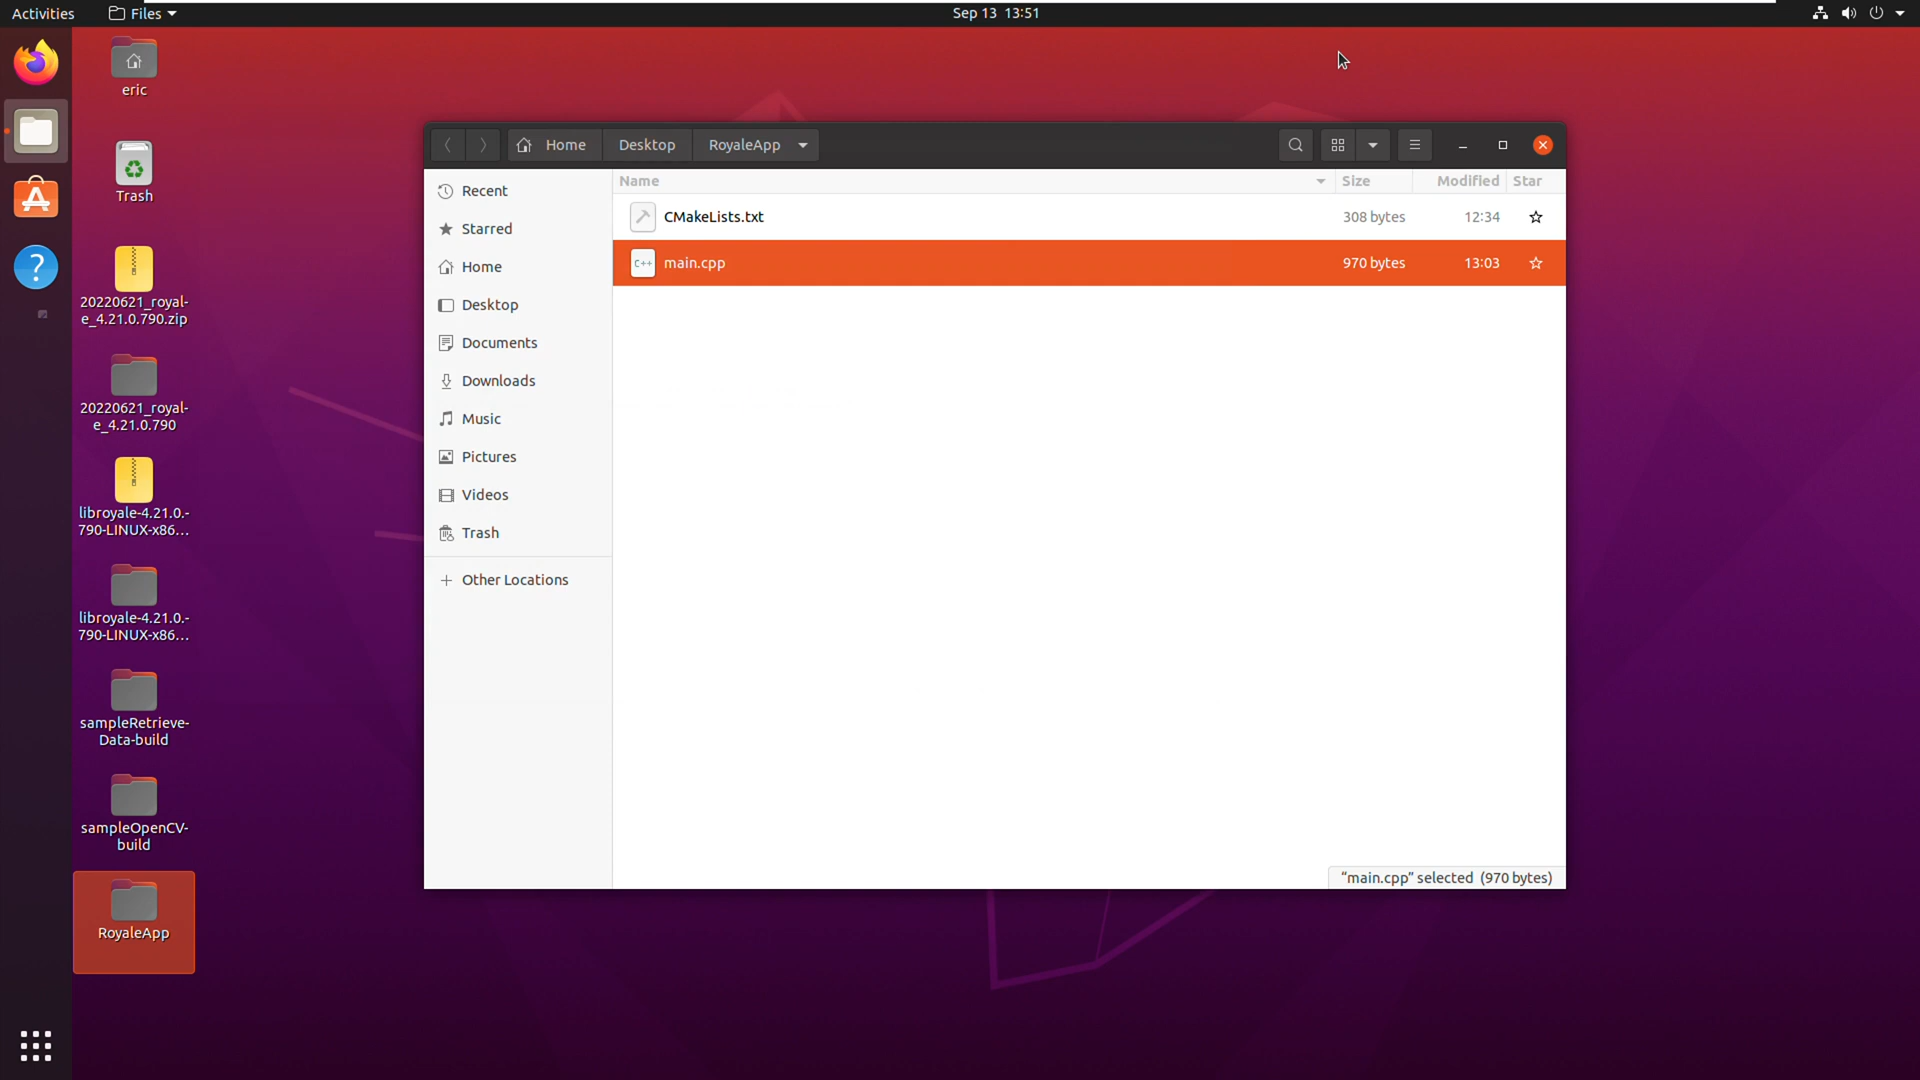 Activities Files Sep 13 13:51
eric
Trash
20220621_royal-
e_4.21.0.790.zip
20220621_royal-
e_4.21.0.790
libroyale-4.21.0.-
790-LINUX-x86...
libroyale-4.21.0.-
790-LINUX-x86...
sampleRetrieve-
Data-build
sampleOpenCV-
build
RoyaleApp
Home Desktop RoyaleApp
Recent
Starred
Home
Desktop
Documents
Downloads
Music
Pictures
Videos
Trash
+ Other Locations
Name Size Modified Star
CMakeLists.txt 308 bytes 12:34
C++ main.cpp 970 bytes 13:03
“main.cpp” selected (970 bytes)